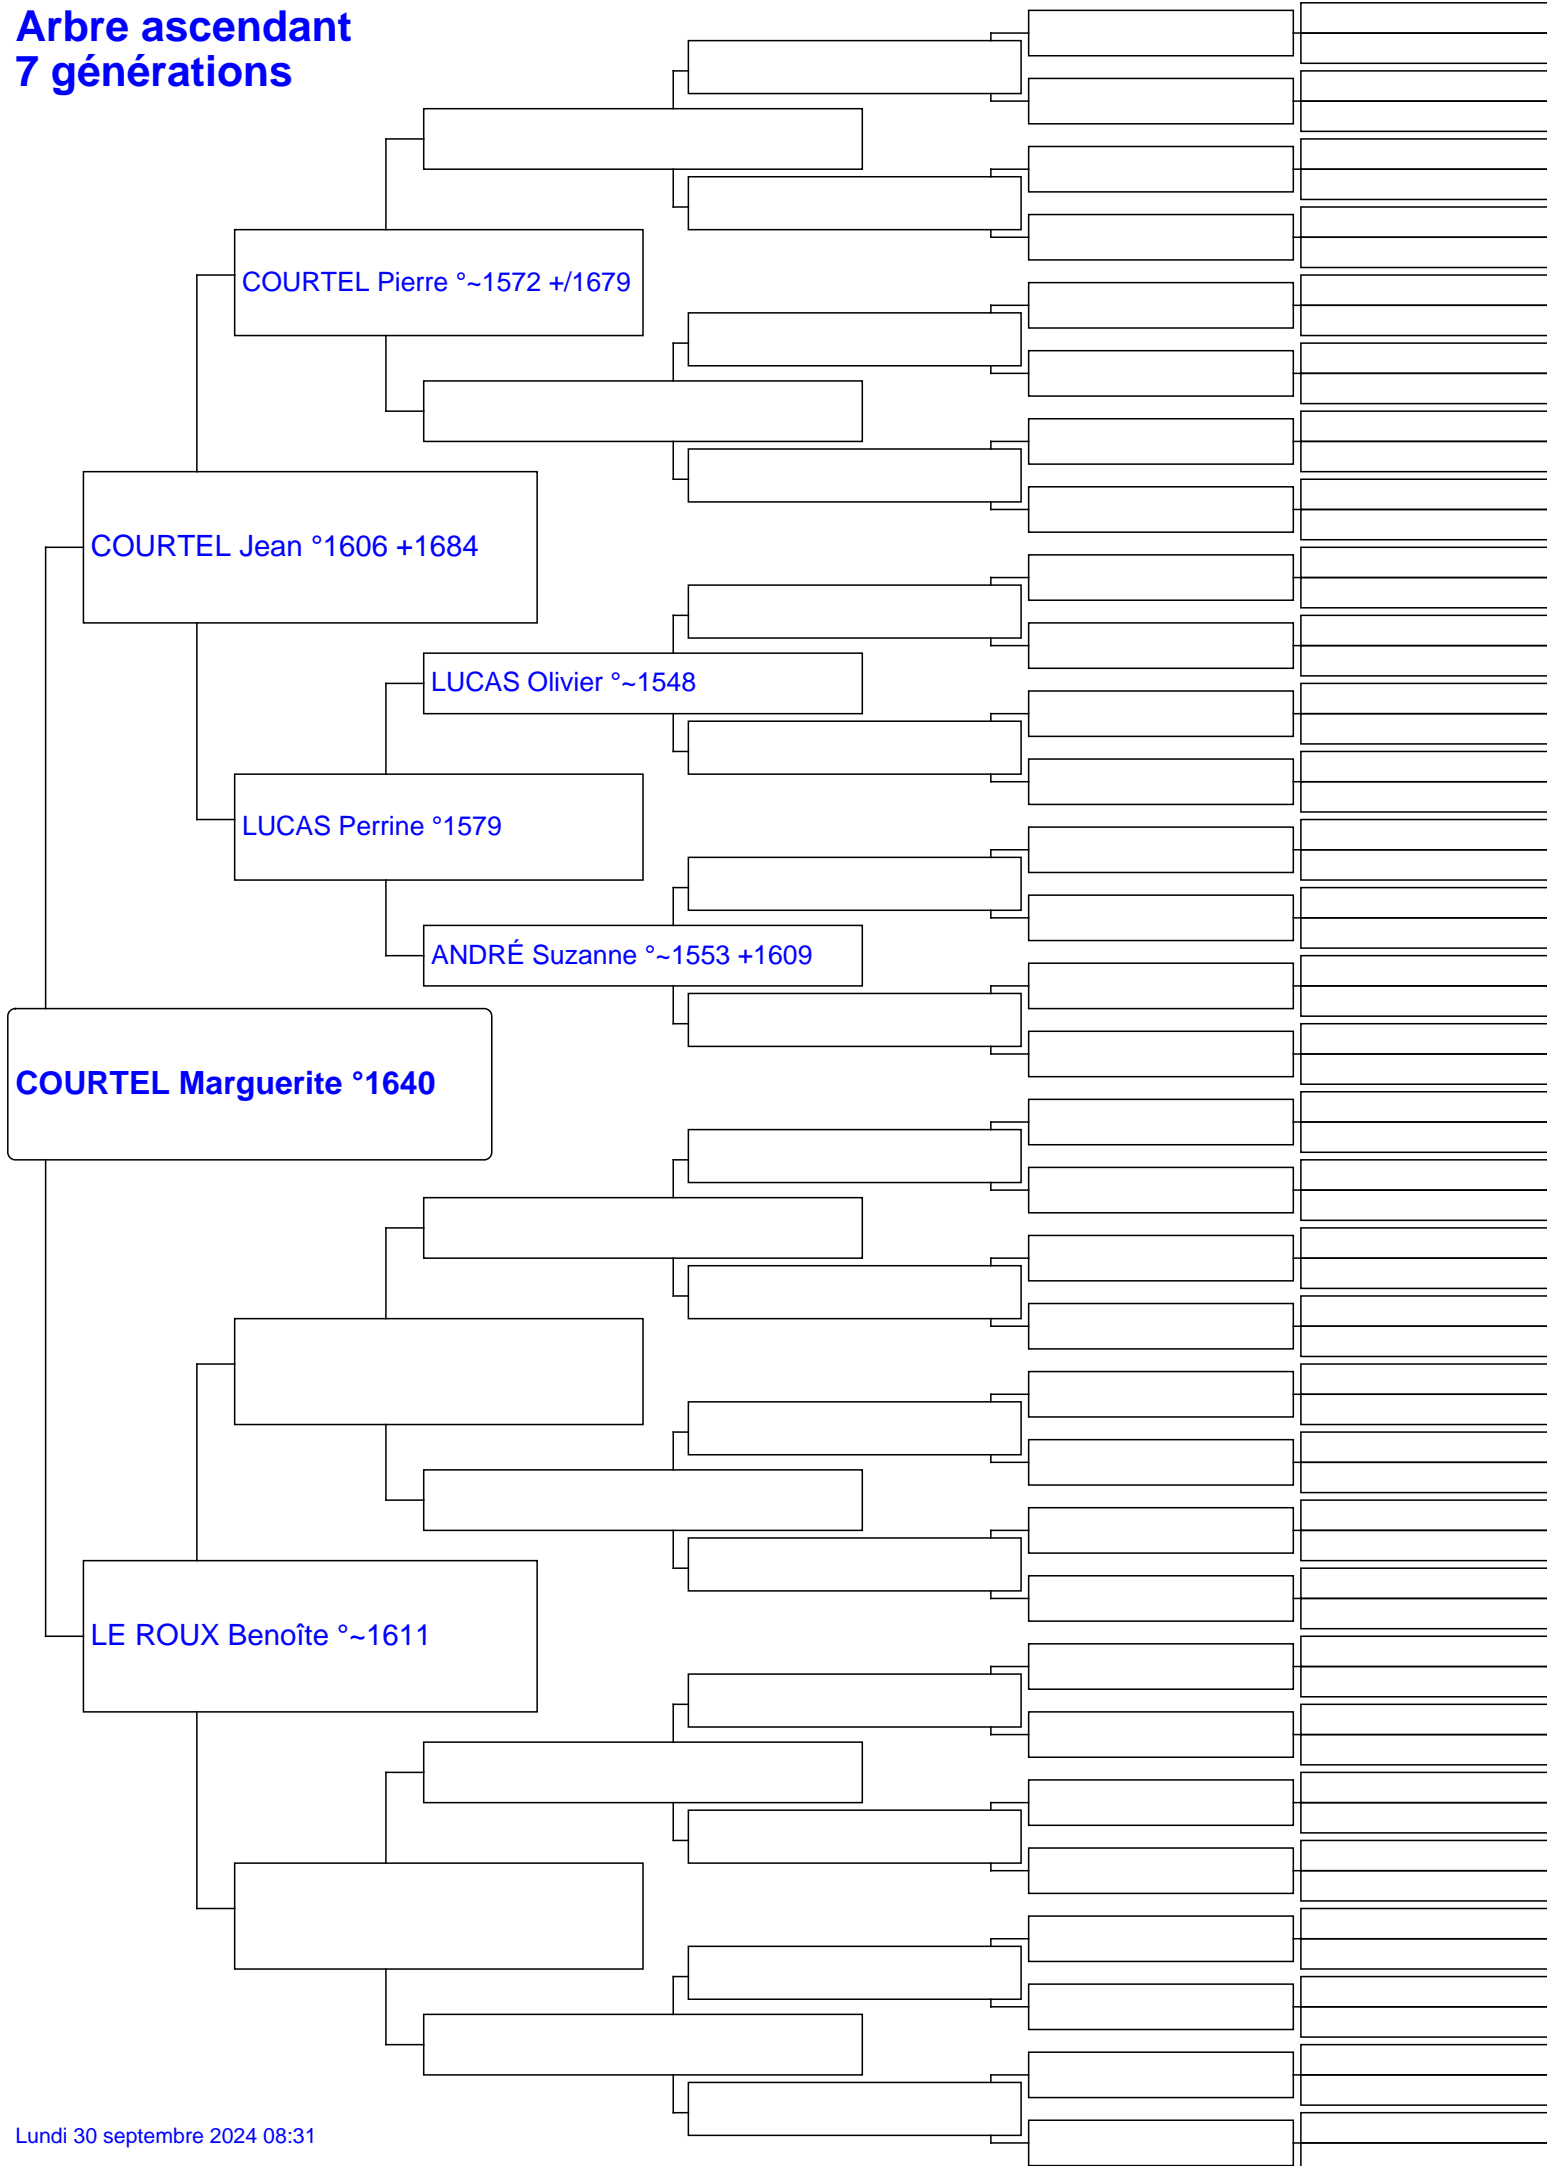 Arbre ascendant
7 générations
COURTEL Pierre °~1572 +/1679
COURTEL Jean °1606 +1684
LUCAS Olivier °~1548
LUCAS Perrine °1579
ANDRÉ Suzanne °~1553 +1609
COURTEL Marguerite °1640
LE ROUX Benoîte °~1611
Lundi 30 septembre 2024 08:31